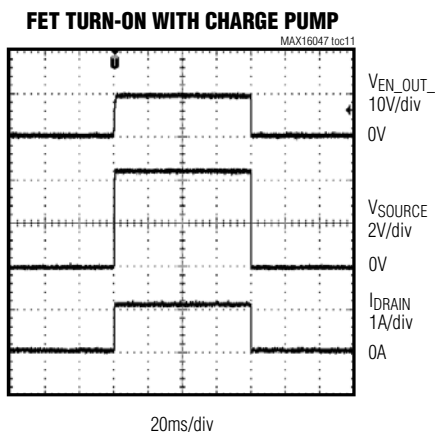 FET TURN-ON WITH CHARGE PUMP
MAX16047 toc11
VEN_OUT_
10V/div
0V
VSOURCE
2V/div
0V
IDRAIN
1A/div
0A
20ms/div